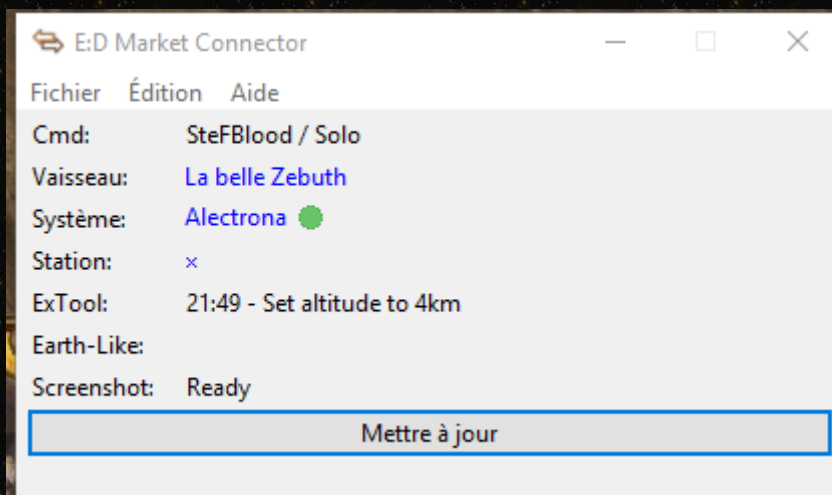 E:D Market Connector
Fichier Édition Aide
Cmd: SteFBlood / Solo
Vaisseau: La belle Zebuth
Système: Alectrona
Station: ×
ExTool: 21:49 - Set altitude to 4km
Earth-Like:
Screenshot: Ready
Mettre à jour